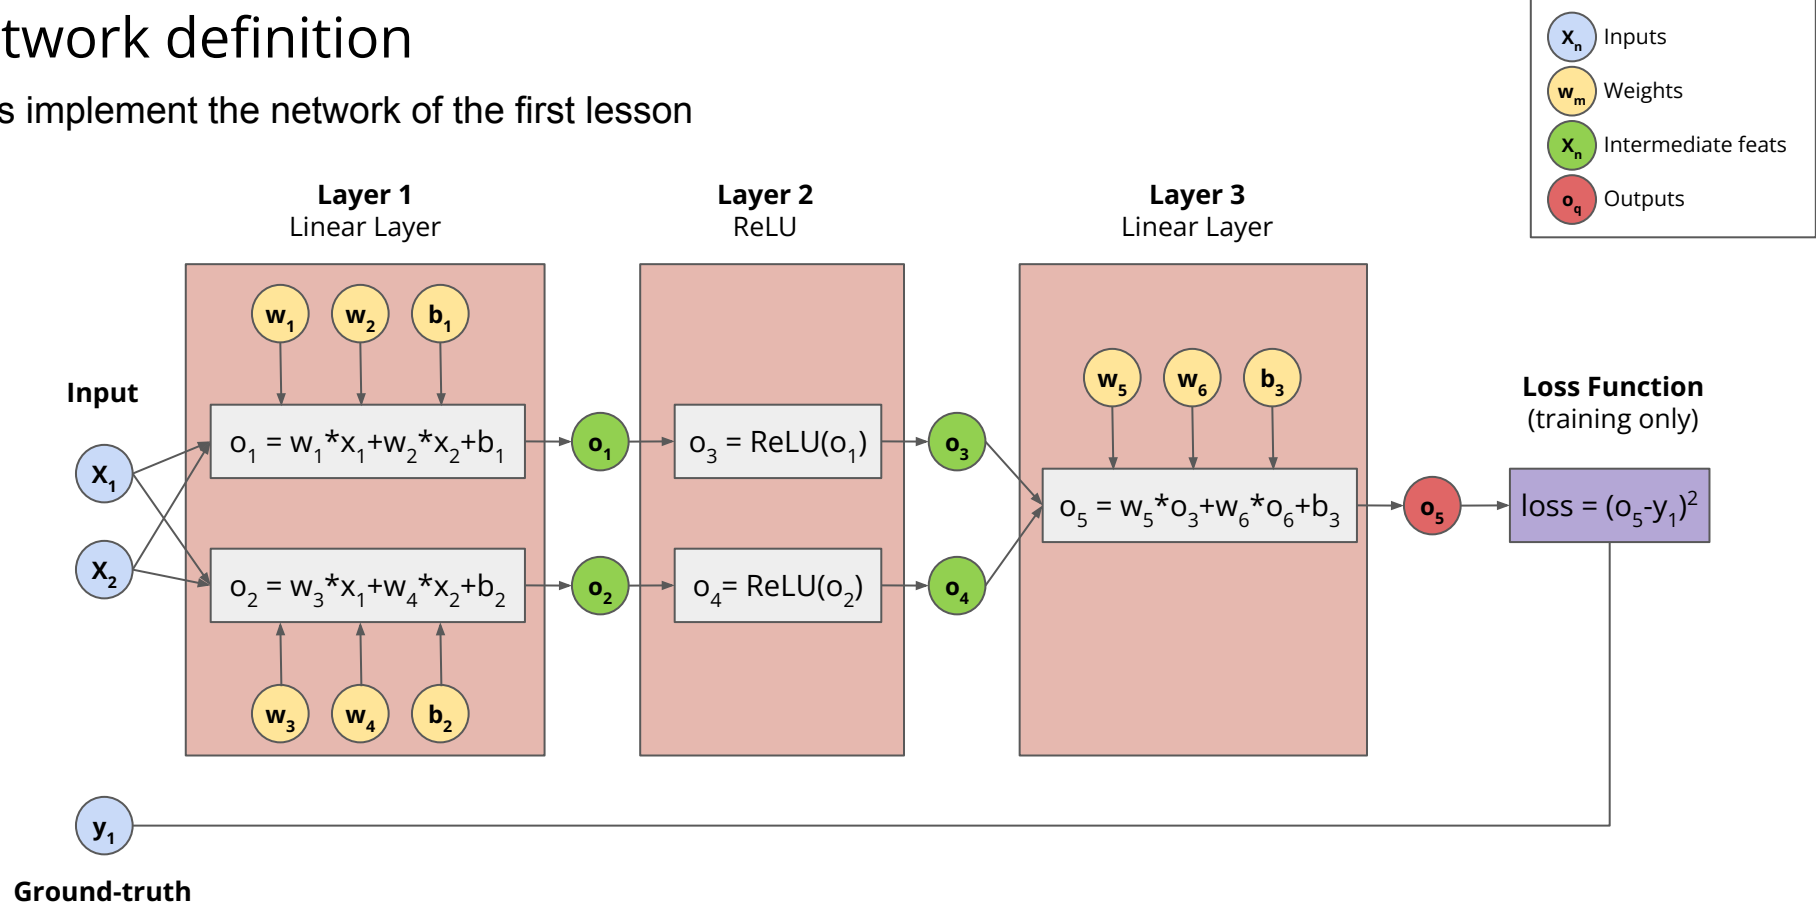 twork definition
s implement the network of the first lesson
Xn Inputs
wm Weights
Xn Intermediate feats
oq Outputs
Layer 1
Linear Layer
Layer 2
ReLU
Layer 3
Linear Layer
w1 w2 b1
w5 w6 b3
Input
Loss Function
(training only)
X1
X2
o1 = w1*x1+w2*x2+b1
o1
o3 = ReLU(o1)
o3
o5 = w5*o3+w6*o6+b3
o5
loss = (o5-y1)2
o2 = w3*x1+w4*x2+b2
o2
o4= ReLU(o2)
o4
w3 w4 b2
y1
Ground-truth